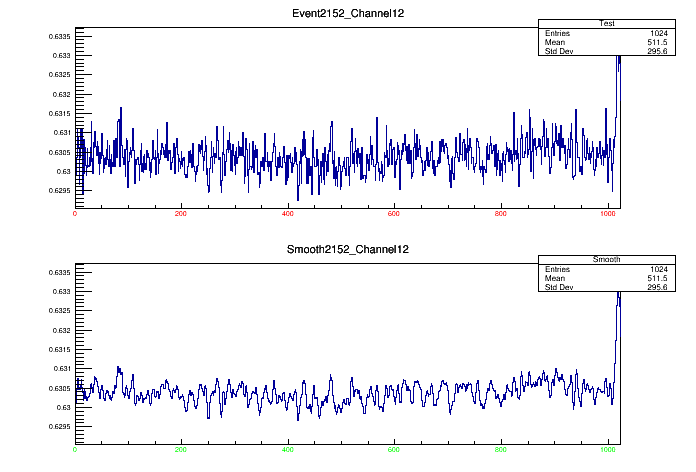 Event2152_Channel12
Test
Entries 1024
Mean 511.5
Std Dev 295.6
0.6335
0.633
0.6325
0.632
0.6315
0.631
0.6305
0.63
0.6295
0 200 400 600 800 1000
Smooth2152_Channel12
Smooth
Entries 1024
Mean 511.5
Std Dev 295.6
0.6335
0.633
0.6325
0.632
0.6315
0.631
0.6305
0.63
0.6295
0 200 400 600 800 1000